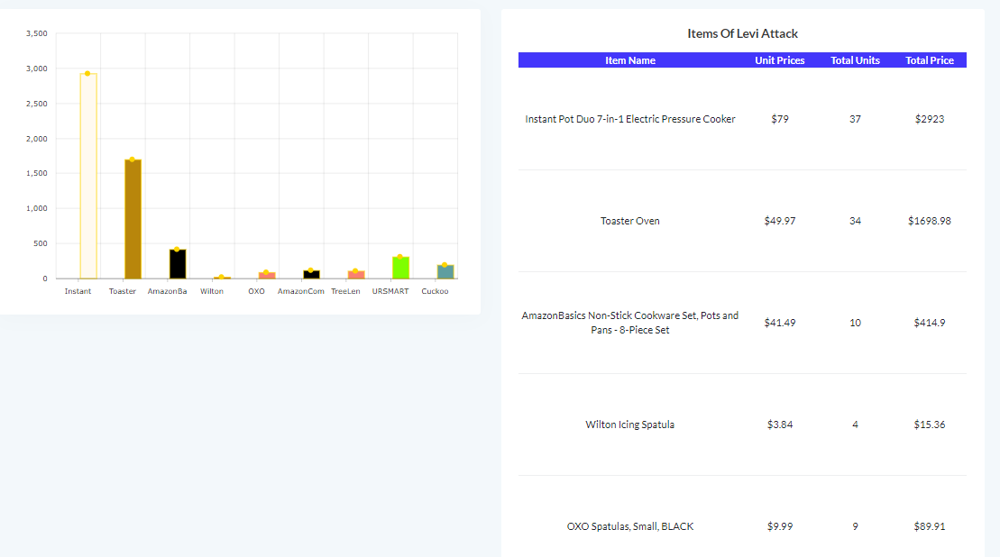 3,500
3,000
2,500
2,000
1,500
1,000
500
0
Instant Toaster AmazonBa Wilton OXO AmazonCom TreeLen URSMART Cuckoo
Items Of Levi Attack
Item Name Unit Prices Total Units Total Price
Instant Pot Duo 7-in-1 Electric Pressure Cooker $79 37 $2923
Toaster Oven $49.97 34 $1698.98
AmazonBasics Non-Stick Cookware Set, Pots and
Pans - 8-Piece Set $41.49 10 $414.9
Wilton Icing Spatula $3.84 4 $15.36
OXO Spatulas, Small, BLACK $9.99 9 $89.91